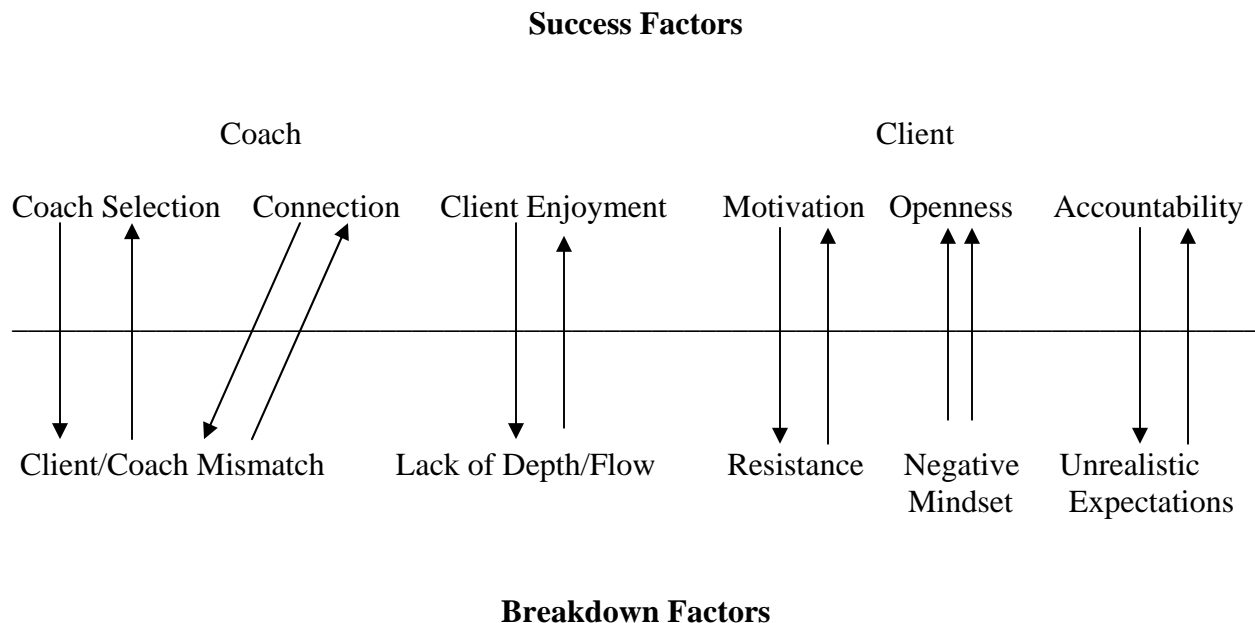 Success Factors
Coach Client
Coach Selection Connection Client Enjoyment Motivation Openness Accountability
Client/Coach Mismatch Lack of Depth/Flow Resistance Negative Unrealistic
Mindset Expectations
Breakdown Factors